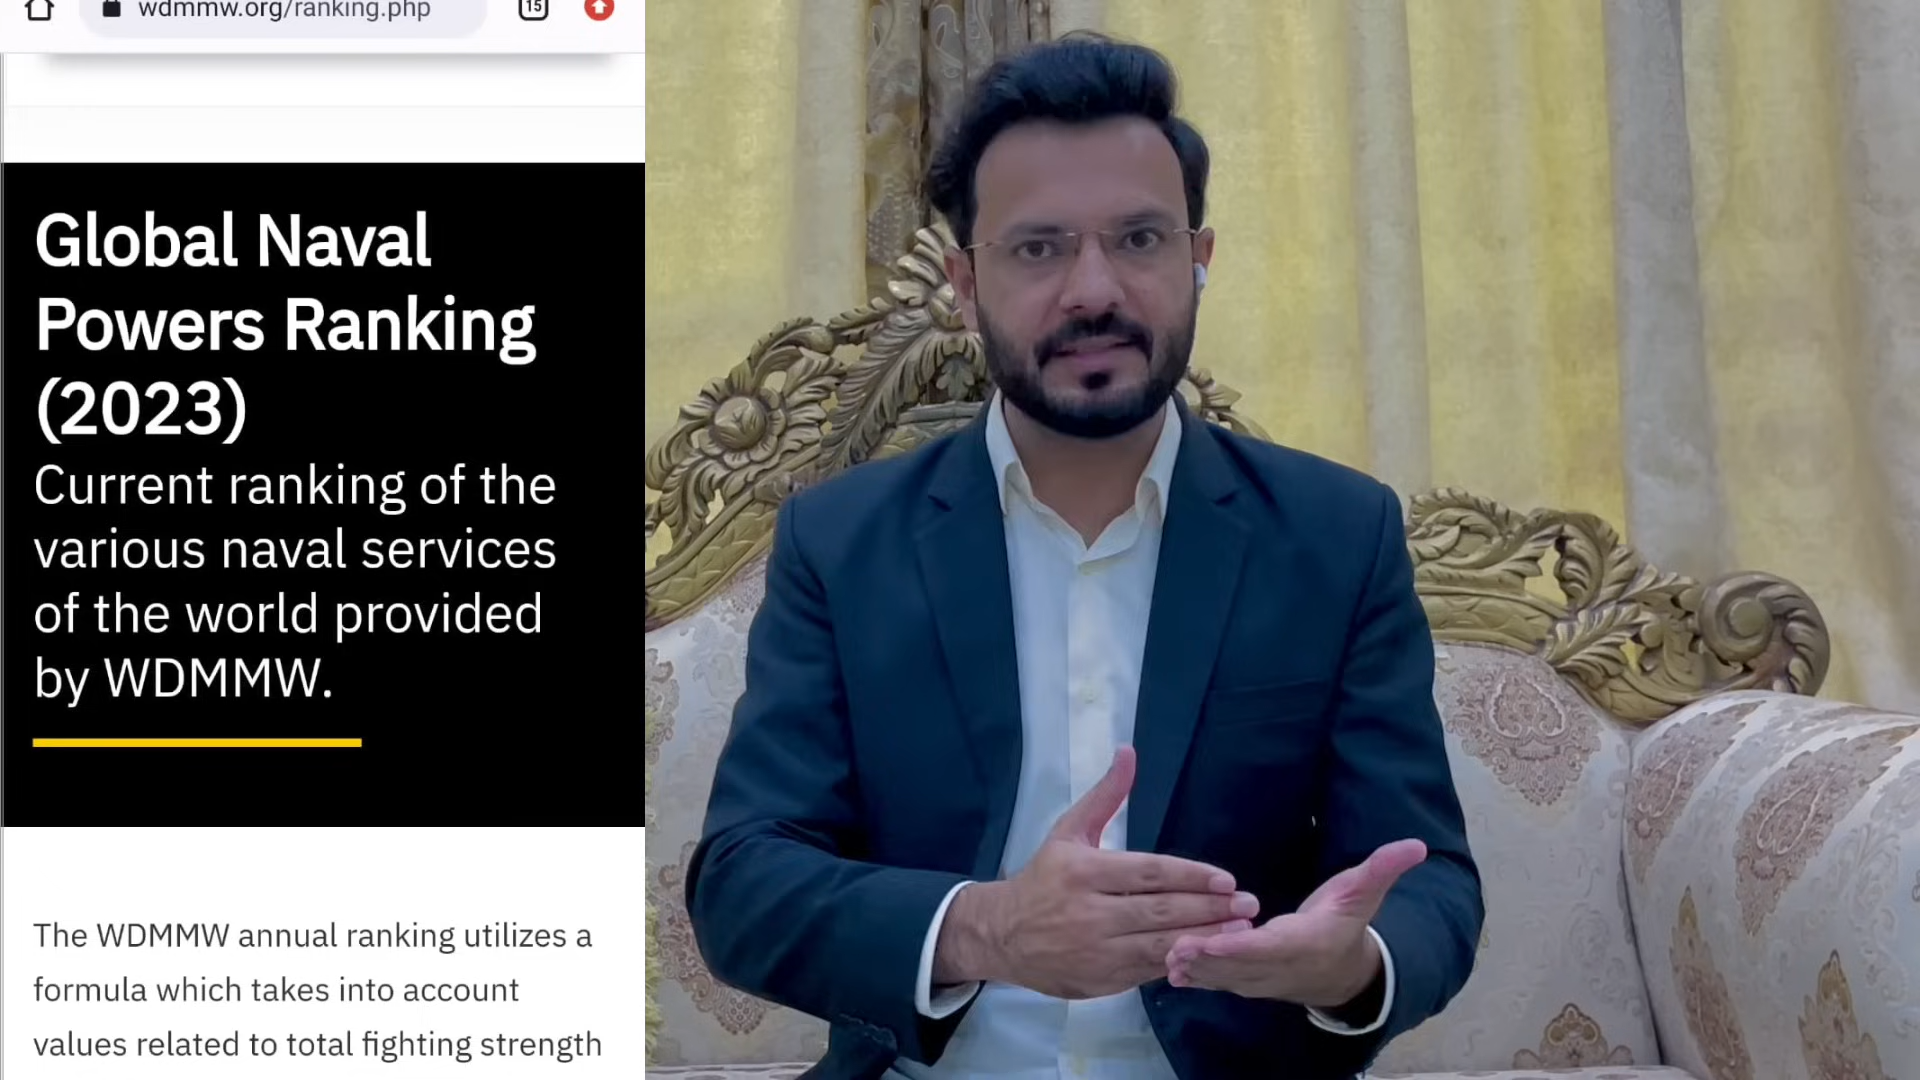 wdmmw.org/ranking.php
15
Global Naval
Powers Ranking
(2023)
Current ranking of the
various naval services
of the world provided
by WDMMW.
The WDMMW annual ranking utilizes a
formula which takes into account
values related to total fighting strength